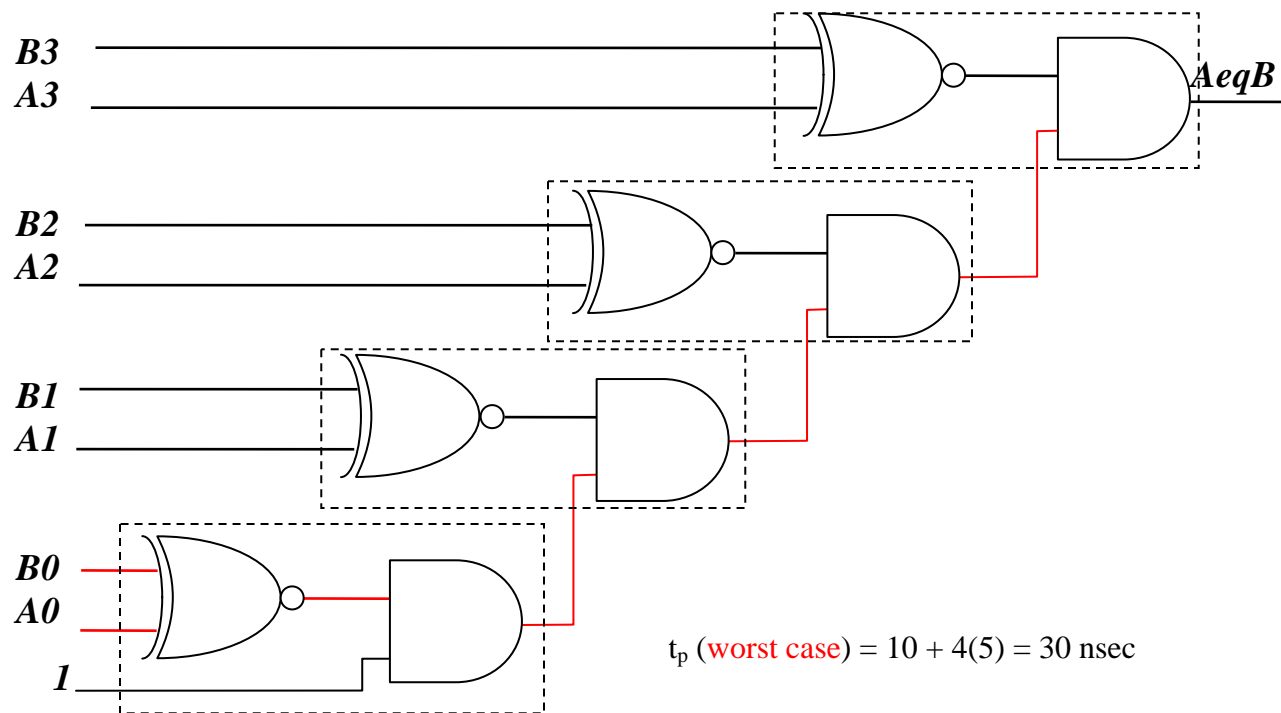 B3
A3
AeqB
B2
A2
B1
A1
B0
A0
1
tp (worst case) = 10 + 4(5) = 30 nsec